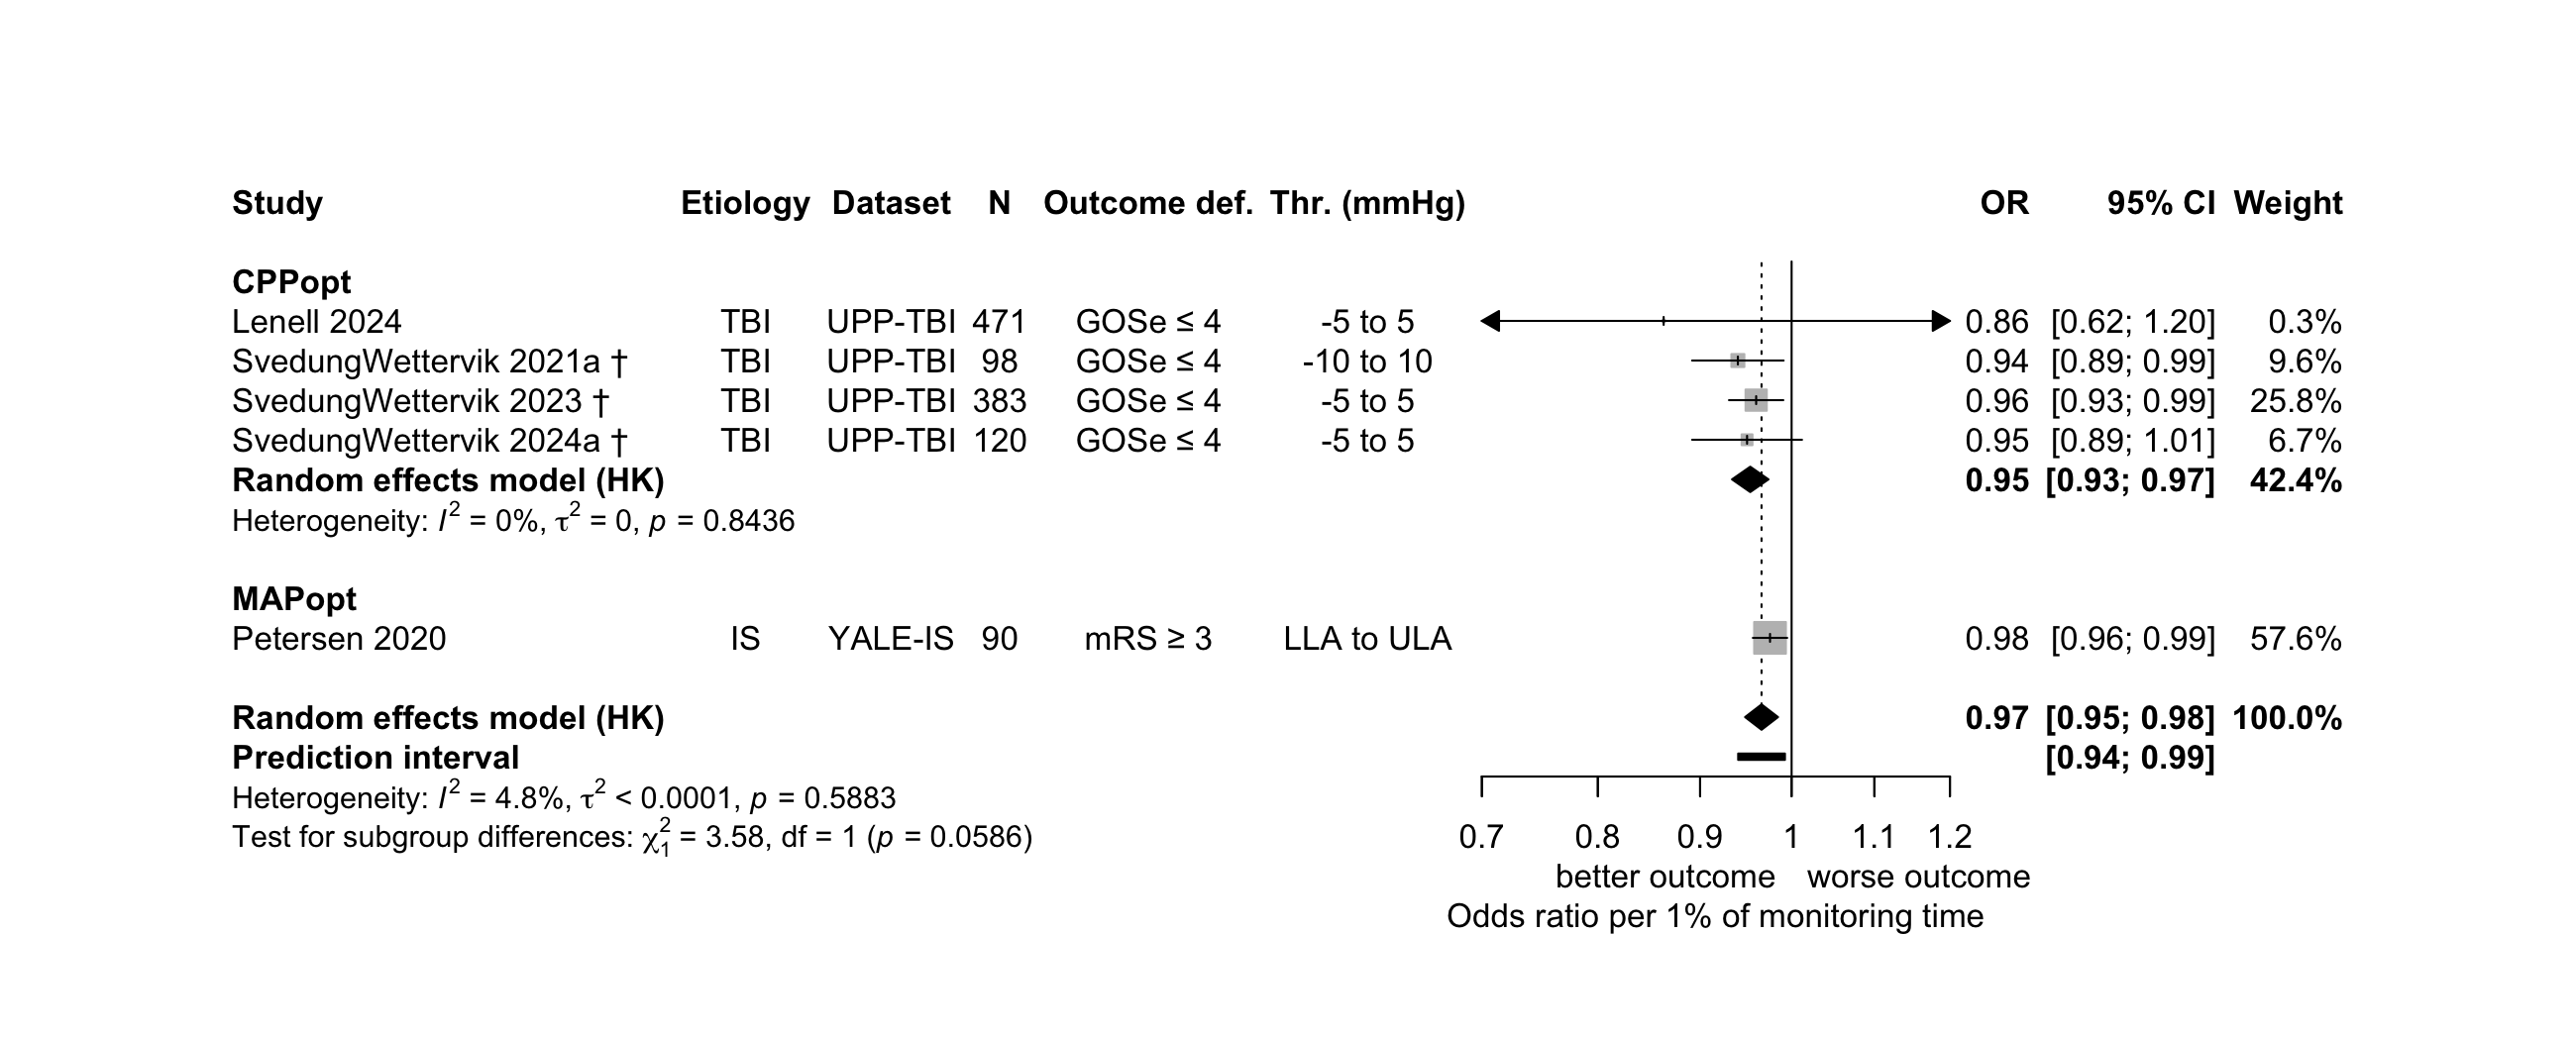 Study Etiology Dataset N Outcome def. Thr. (mmHg) OR 95% CI Weight
CPPopt
Lenell 2024 TBI UPP-TBI 471 GOSe ≤ 4 -5 to 5 0.86 [0.62; 1.20] 0.3%
SvedungWettervik 2021a † TBI UPP-TBI 98 GOSe ≤ 4 -10 to 10 0.94 [0.89; 0.99] 9.6%
SvedungWettervik 2023 † TBI UPP-TBI 383 GOSe ≤ 4 -5 to 5 0.96 [0.93; 0.99] 25.8%
SvedungWettervik 2024a † TBI UPP-TBI 120 GOSe ≤ 4 -5 to 5 0.95 [0.89; 1.01] 6.7%
Random effects model (HK) 0.95 [0.93; 0.97] 42.4%
Heterogeneity: I² = 0%, τ² = 0, p = 0.8436
MAPopt
Petersen 2020 IS YALE-IS 90 mRS ≥ 3 LLA to ULA 0.98 [0.96; 0.99] 57.6%
Random effects model (HK) 0.97 [0.95; 0.98] 100.0%
Prediction interval [0.94; 0.99]
Heterogeneity: I² = 4.8%, τ² < 0.0001, p = 0.5883
Test for subgroup differences: χ²₁ = 3.58, df = 1 (p = 0.0586)
0.7 0.8 0.9 1 1.1 1.2
better outcome worse outcome
Odds ratio per 1% of monitoring time